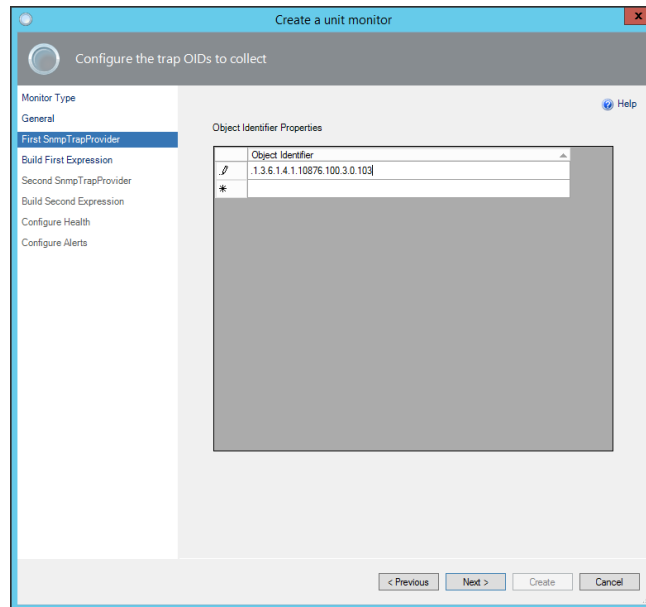 Create a unit monitor
x
Configure the trap OIDs to collect
Monitor Type
General
First SnmpTrapProvider
Build First Expression
Second SnmpTrapProvider
Build Second Expression
Configure Health
Configure Alerts
Help
Object Identifier Properties
Object Identifier
.1.3.6.1.4.1.10876.100.3.0.103
< Previous
Next >
Create
Cancel